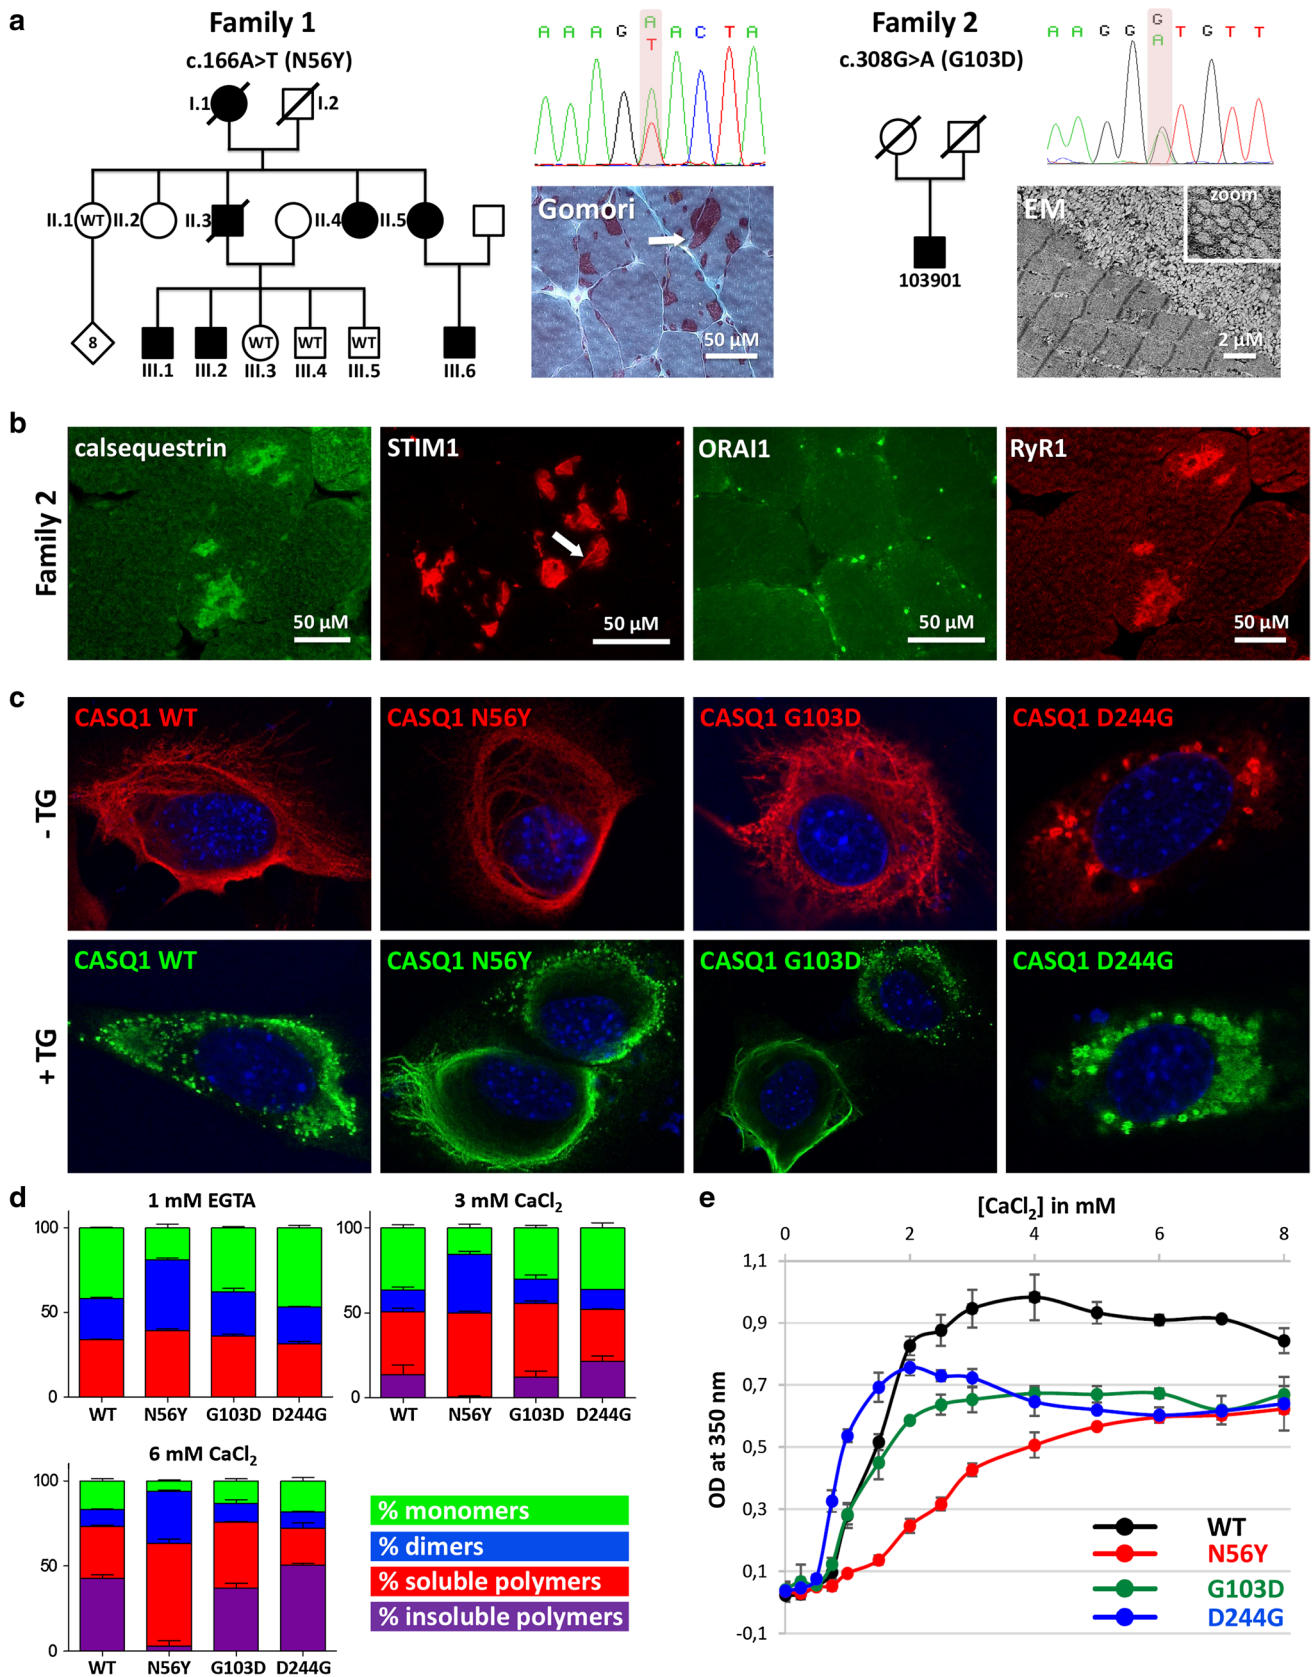 a
Family 1
c.166A>T (N56Y)
I.1
I.2
II.1
WT
II.2
II.3
II.4
II.5
8
III.1
III.2
WT
III.3
WT
III.4
WT
III.5
III.6
A A A G A A C T A
T
Gomori
50 µM
Family 2
c.308G>A (G103D)
103901
A A G G G T G T T
A
EM
zoom
2 µM
b
Family 2
calsequestrin
50 µM
STIM1
50 µM
ORAI1
50 µM
RyR1
50 µM
c
- TG
CASQ1 WT
CASQ1 N56Y
CASQ1 G103D
CASQ1 D244G
+ TG
CASQ1 WT
CASQ1 N56Y
CASQ1 G103D
CASQ1 D244G
d
1 mM EGTA
100
50
0
WT N56Y G103D D244G
3 mM CaCl₂
100
50
0
WT N56Y G103D D244G
6 mM CaCl₂
100
50
0
WT N56Y G103D D244G
% monomers
% dimers
% soluble polymers
% insoluble polymers
e
[CaCl₂] in mM
0 2 4 6 8
OD at 350 nm
1,1
0,9
0,7
0,5
0,3
0,1
-0,1
WT
N56Y
G103D
D244G